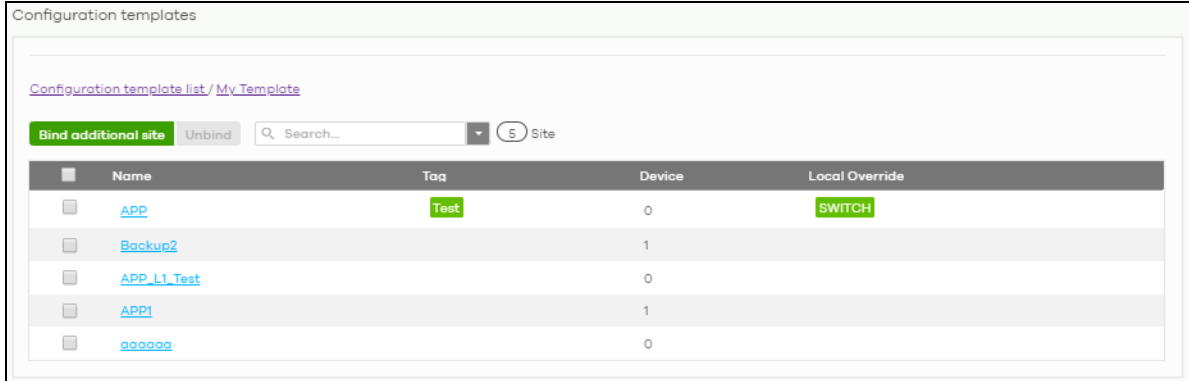 Configuration templates
Configuration template list / My Template
Bind additional site Unbind Search... 5 Site
Name Tag Device Local Override
APP Test 0 SWITCH
Backup2 1
APP_L1_Test 0
APP1 1
aaaaaa 0